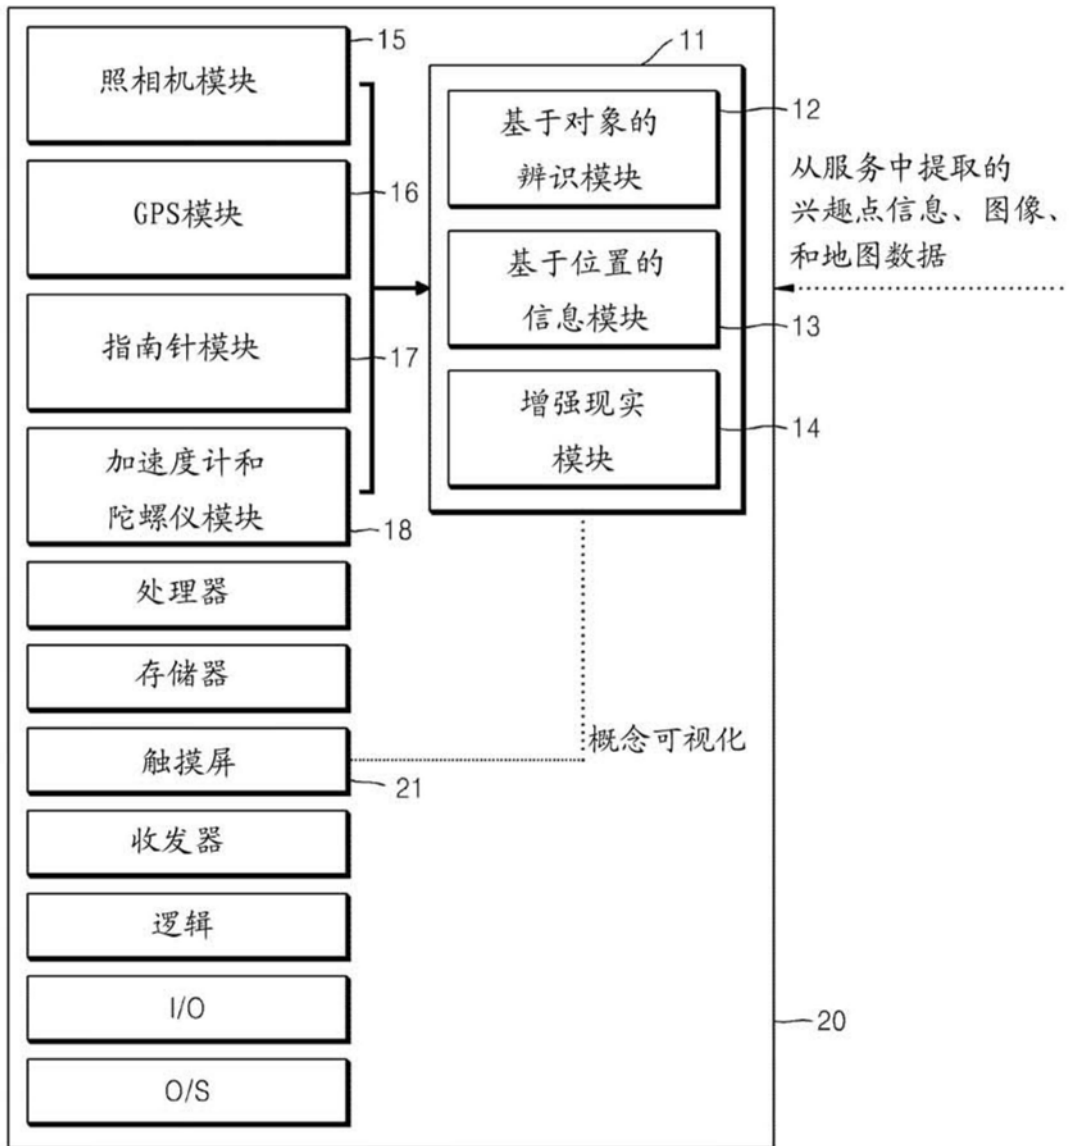 15
照相机模块
11
12
基于对象的
辨识模块
从服务中提取的
兴趣点信息、图像、
和地图数据
16
GPS模块
13
基于位置的
信息模块
17
指南针模块
14
增强现实
模块
加速度计和
陀螺仪模块
18
处理器
存储器
触摸屏
21
概念可视化
收发器
逻辑
I/O
20
O/S